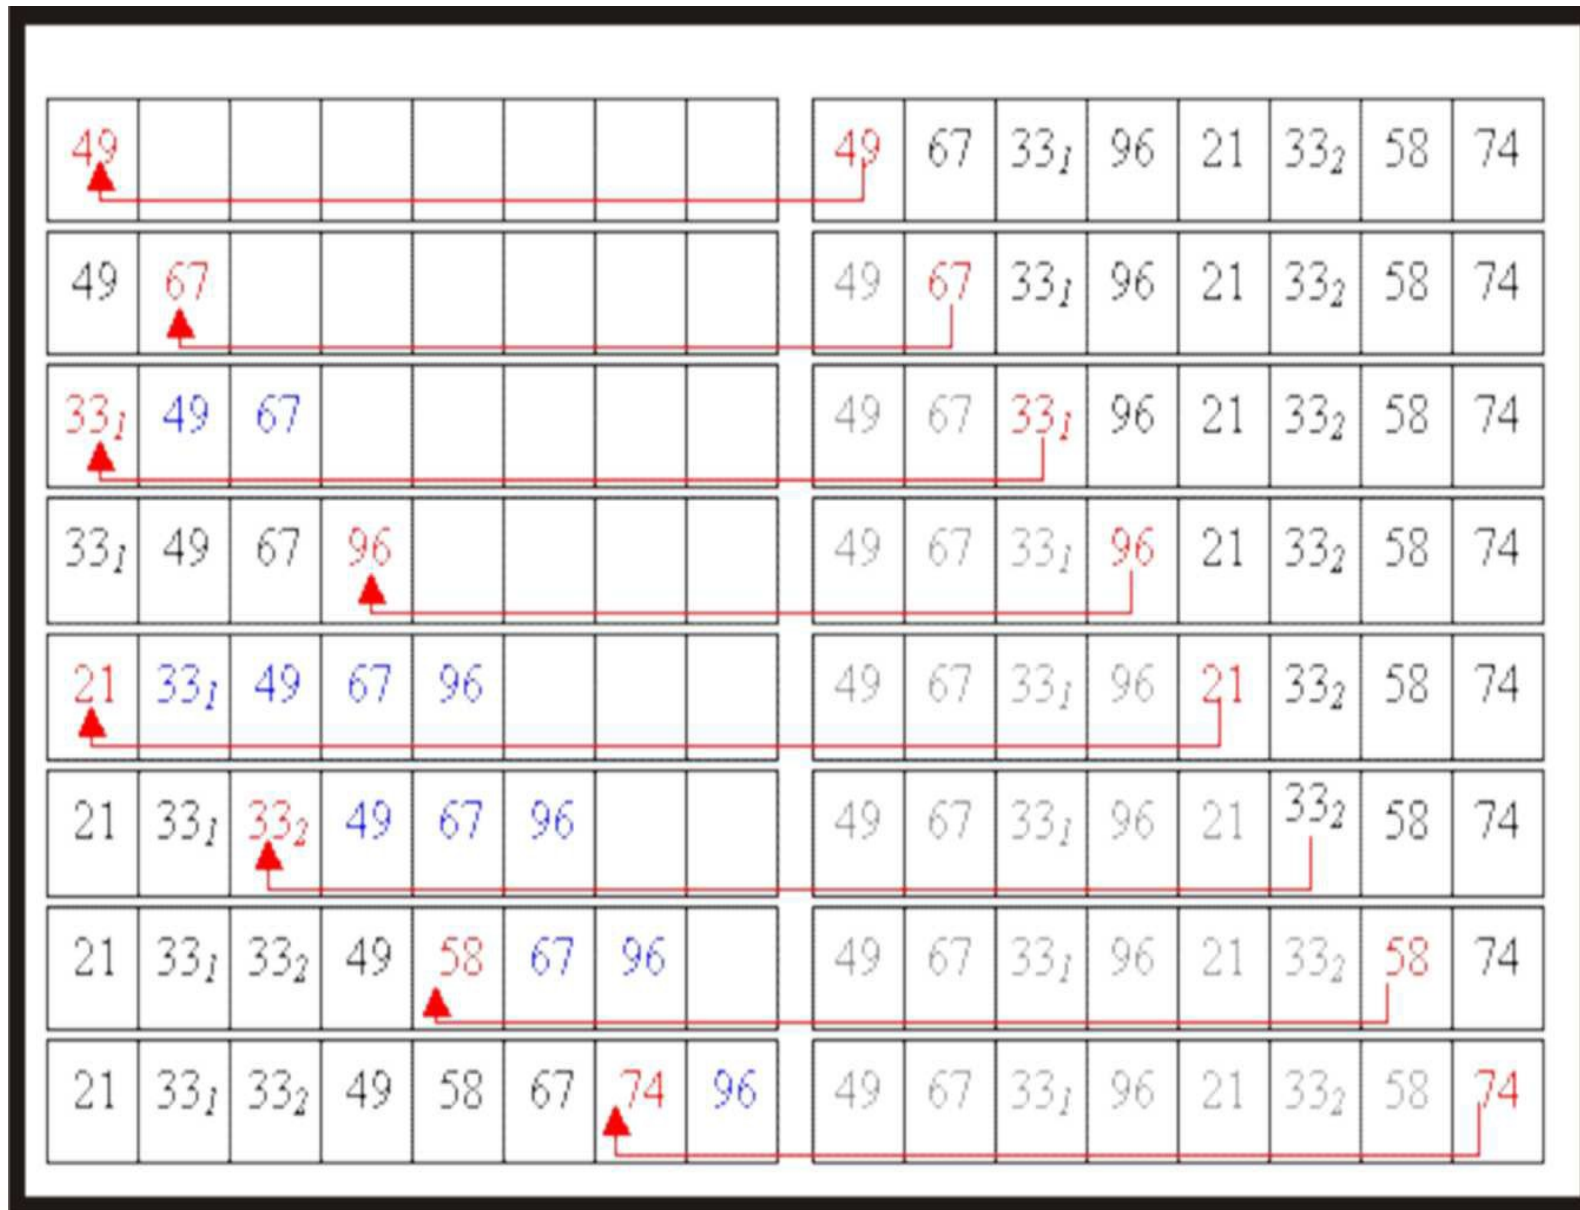 49 49 67 33₁ 96 21 33₂ 58 74
49 67 49 67 33₁ 96 21 33₂ 58 74
33₁ 49 67 49 67 33₁ 96 21 33₂ 58 74
33₁ 49 67 96 49 67 33₁ 96 21 33₂ 58 74
21 33₁ 49 67 96 49 67 33₁ 96 21 33₂ 58 74
21 33₁ 33₂ 49 67 96 49 67 33₁ 96 21 33₂ 58 74
21 33₁ 33₂ 49 58 67 96 49 67 33₁ 96 21 33₂ 58 74
21 33₁ 33₂ 49 58 67 74 96 49 67 33₁ 96 21 33₂ 58 74